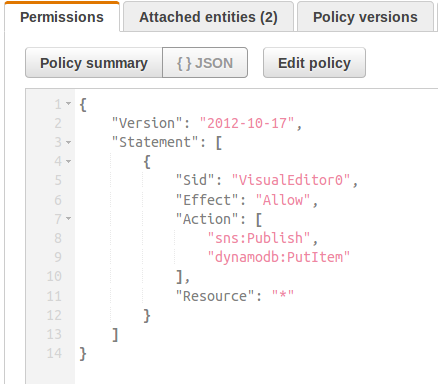 Permissions Attached entities (2) Policy versions
Policy summary { } JSON Edit policy
1 {
2 "Version": "2012-10-17",
3 "Statement": [
4 {
5 "Sid": "VisualEditor0",
6 "Effect": "Allow",
7 "Action": [
8 "sns:Publish",
9 "dynamodb:PutItem"
10 ],
11 "Resource": "*"
12 }
13 ]
14 }